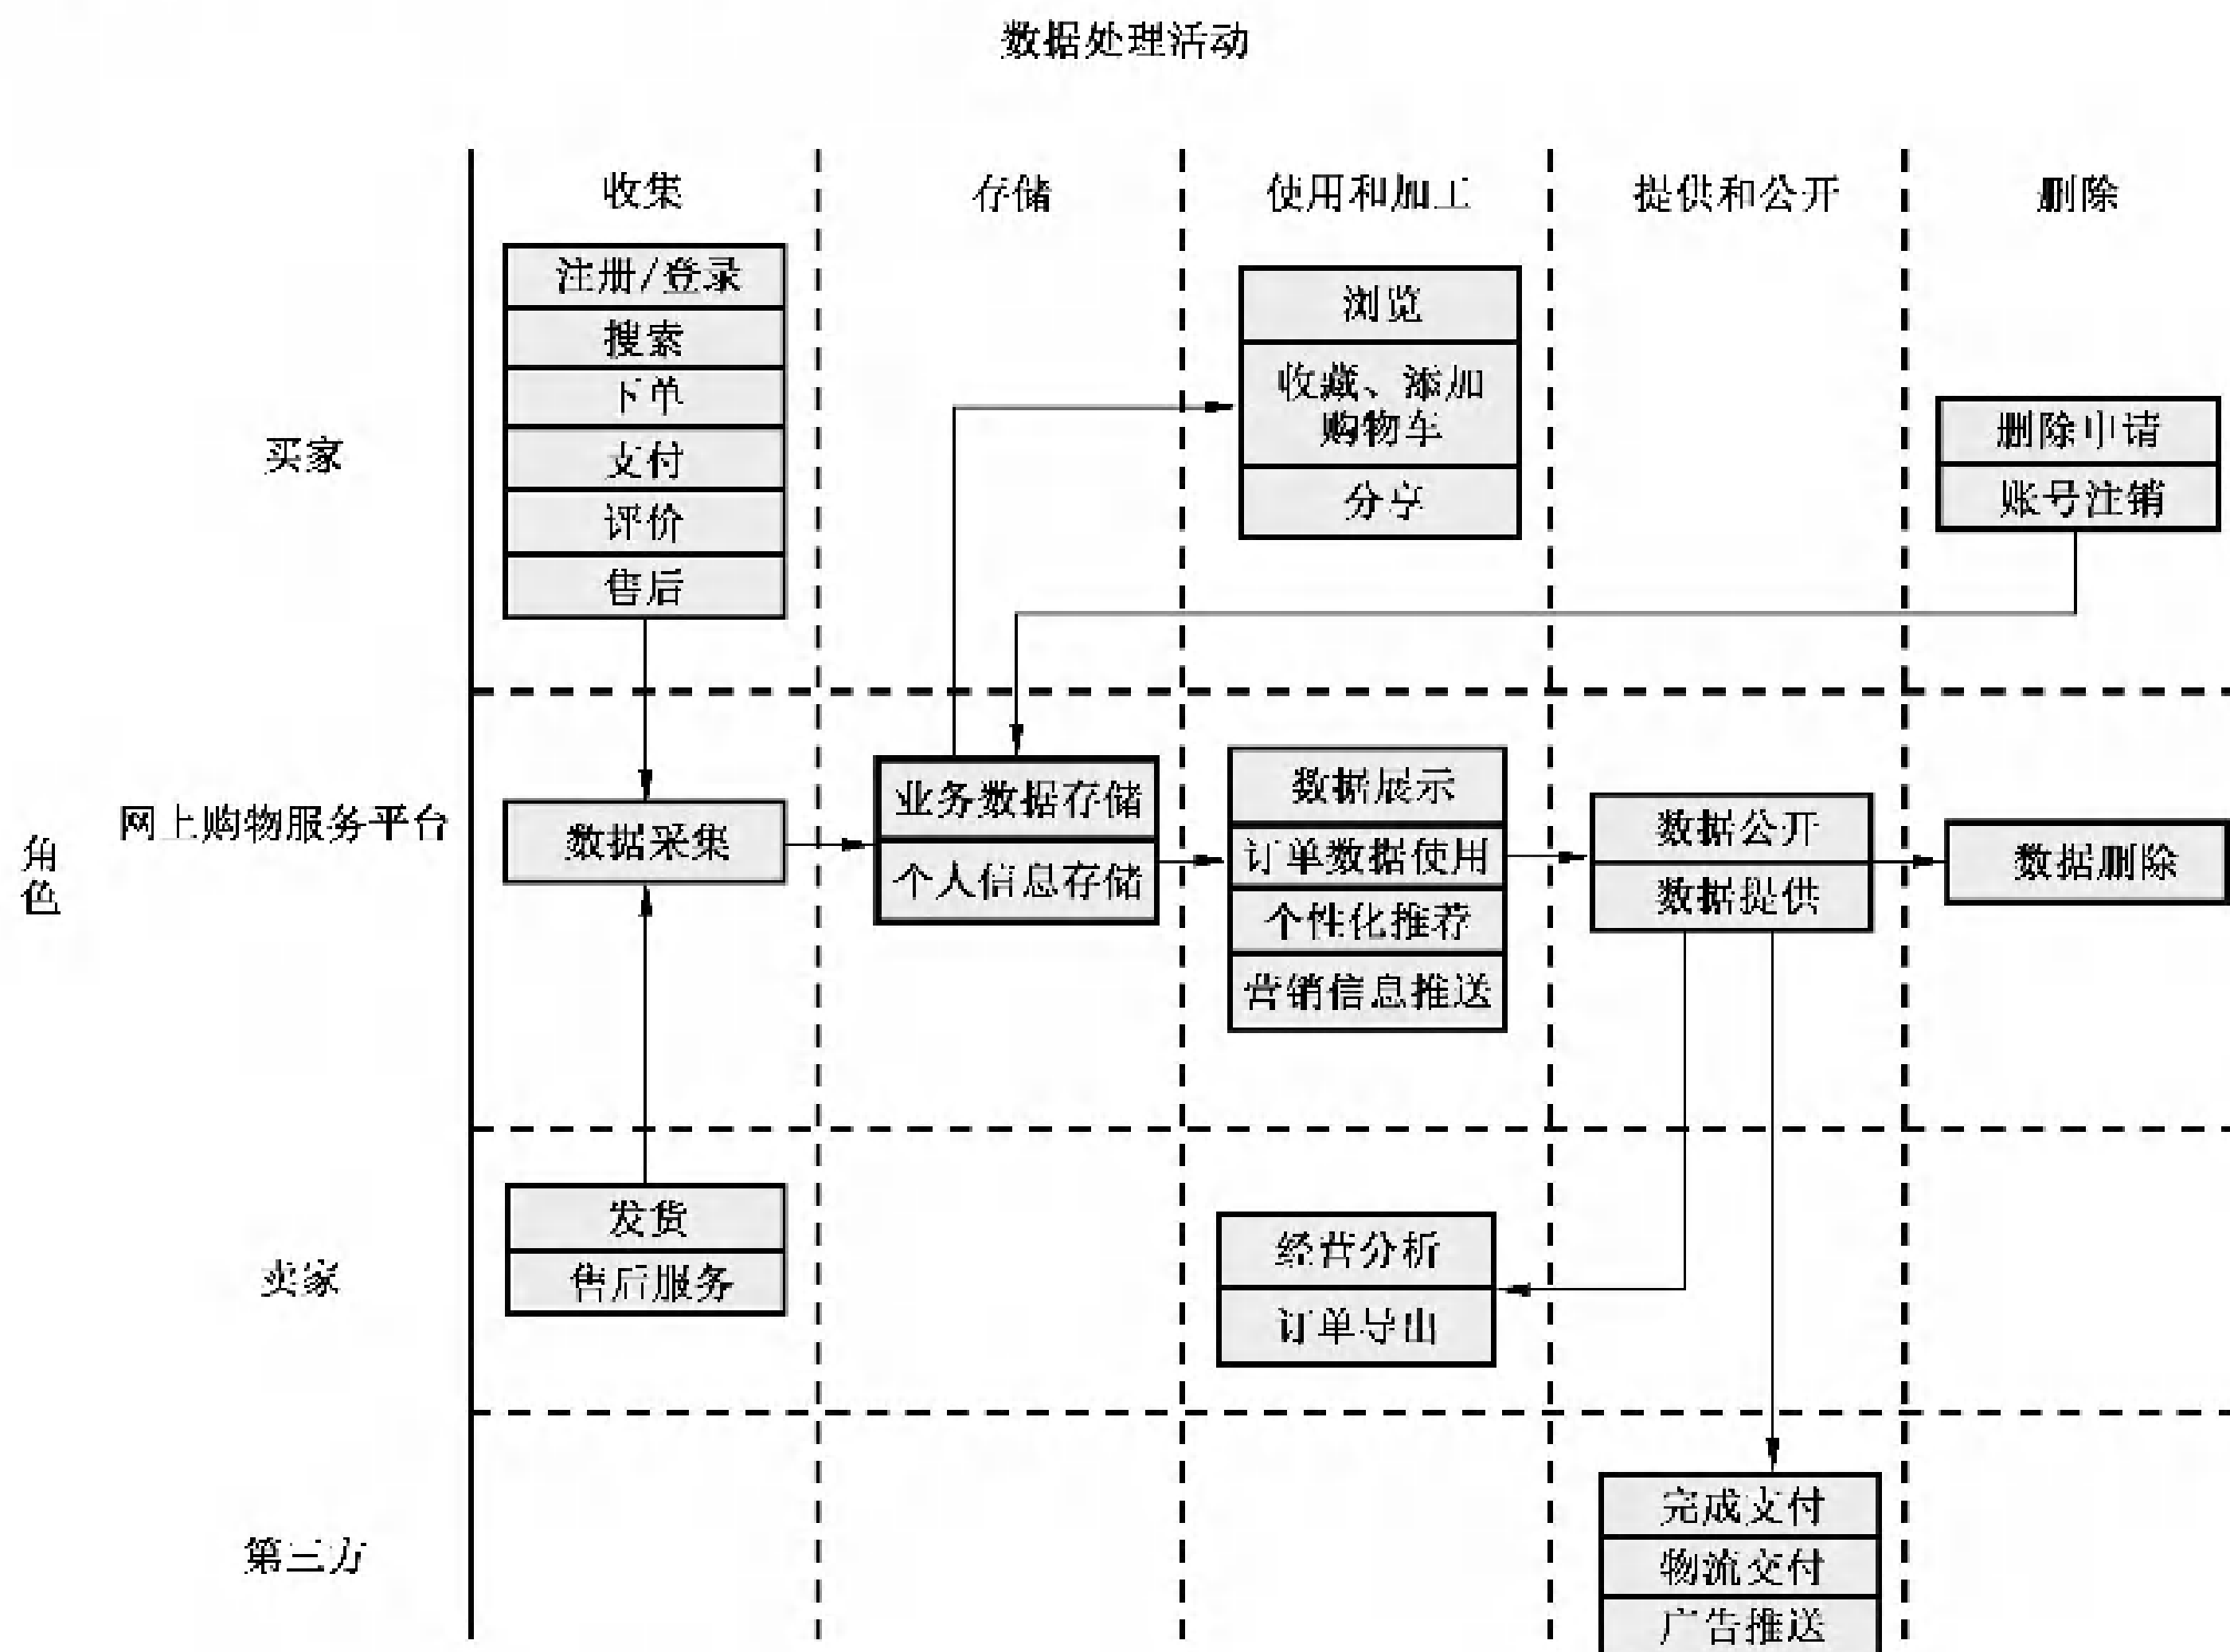 数据处理活动
收集
存储
使用和加工
提供和公开
删除
注册/登录
搜索
下单
支付
评价
售后
浏览
收藏、添加
购物车
分享
删除申请
账号注销
买家
网上购物服务平台
角
色
数据采集
业务数据存储
个人信息存储
数据展示
订单数据使用
个性化推荐
营销信息推送
数据公开
数据提供
数据删除
卖家
发货
售后服务
经营分析
订单导出
第三方
完成支付
物流交付
广告推送